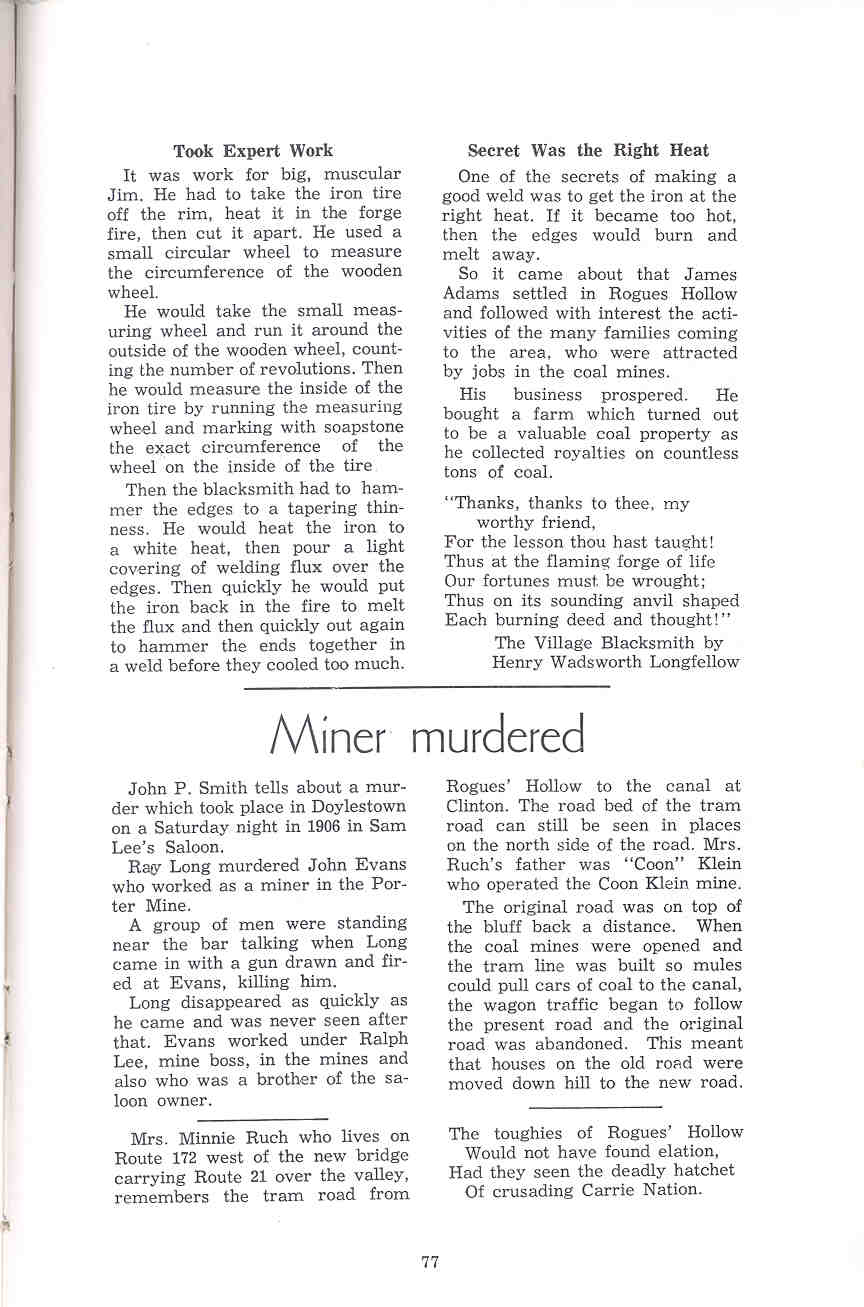 Took Expert Work
It was work for big, muscular
Jim. He had to take the iron tire
off the rim, heat it in the forge
fire, then cut it apart. He used a
small circular wheel to measure
the circumference of the wooden
wheel.
He would take the small meas-
uring wheel and run it around the
outside of the wooden wheel, count-
ing the number of revolutions. Then
he would measure the inside of the
iron tire by running the measuring
wheel and marking with soapstone
the exact circumference of the
wheel on the inside of the tire.
Then the blacksmith had to ham-
mer the edges to a tapering thin-
ness. He would heat the iron to
a white heat, then pour a light
covering of welding flux over the
edges. Then quickly he would put
the iron back in the fire to melt
the flux and then quickly out again
to hammer the ends together in
a weld before they cooled too much.
Secret Was the Right Heat
One of the secrets of making a
good weld was to get the iron at the
right heat. If it became too hot,
then the edges would burn and
melt away.
So it came about that James
Adams settled in Rogues Hollow
and followed with interest the acti-
vities of the many families coming
to the area, who were attracted
by jobs in the coal mines.
His business prospered. He
bought a farm which turned out
to be a valuable coal property as
he collected royalties on countless
tons of coal.
"Thanks, thanks to thee, my
worthy friend,
For the lesson thou hast taught!
Thus at the flaming forge of life
Our fortunes must be wrought;
Thus on its sounding anvil shaped
Each burning deed and thought!"
The Village Blacksmith by
Henry Wadsworth Longfellow
Miner murdered
John P. Smith tells about a mur-
der which took place in Doylestown
on a Saturday night in 1906 in Sam
Lee's Saloon.
Ray Long murdered John Evans
who worked as a miner in the Por-
ter Mine.
A group of men were standing
near the bar talking when Long
came in with a gun drawn and fir-
ed at Evans, killing him.
Long disappeared as quickly as
he came and was never seen after
that. Evans worked under Ralph
Lee, mine boss, in the mines and
also who was a brother of the sa-
loon owner.
Mrs. Minnie Ruch who lives on
Route 172 west of the new bridge
carrying Route 21 over the valley,
remembers the tram road from
Rogues' Hollow to the canal at
Clinton. The road bed of the tram
road can still be seen in places
on the north side of the road. Mrs.
Ruch's father was "Coon" Klein
who operated the Coon Klein mine.
The original road was on top of
the bluff back a distance. When
the coal mines were opened and
the tram line was built so mules
could pull cars of coal to the canal,
the wagon traffic began to follow
the present road and the original
road was abandoned. This meant
that houses on the old road were
moved down hill to the new road.
The toughies of Rogues' Hollow
Would not have found elation,
Had they seen the deadly hatchet
Of crusading Carrie Nation.
77